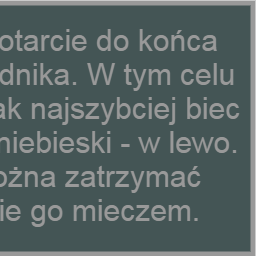 otarcie do końca
dnika. W tym celu
ak najszybciej biec
niebieski - w lewo.
ożna zatrzymać
ie go mieczem.